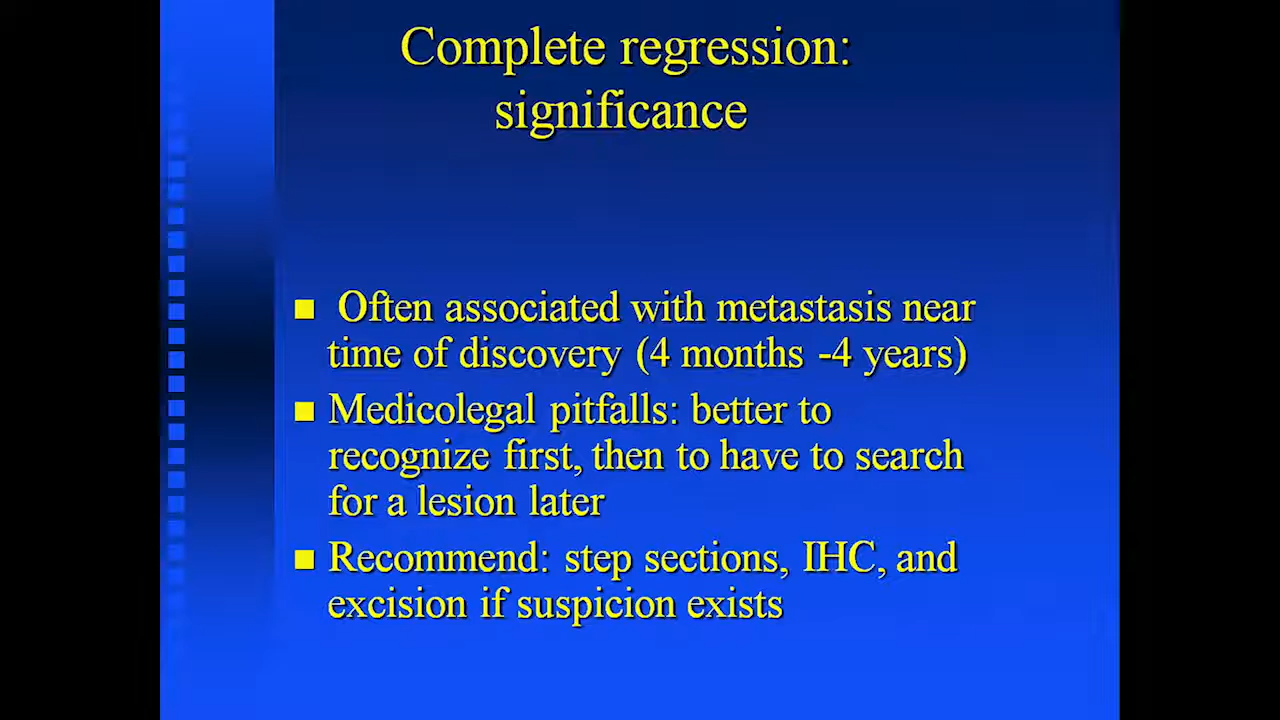 Complete regression:
significance
■ Often associated with metastasis near
time of discovery (4 months -4 years)
■ Medicolegal pitfalls: better to
recognize first, then to have to search
for a lesion later
■ Recommend: step sections, IHC, and
excision if suspicion exists